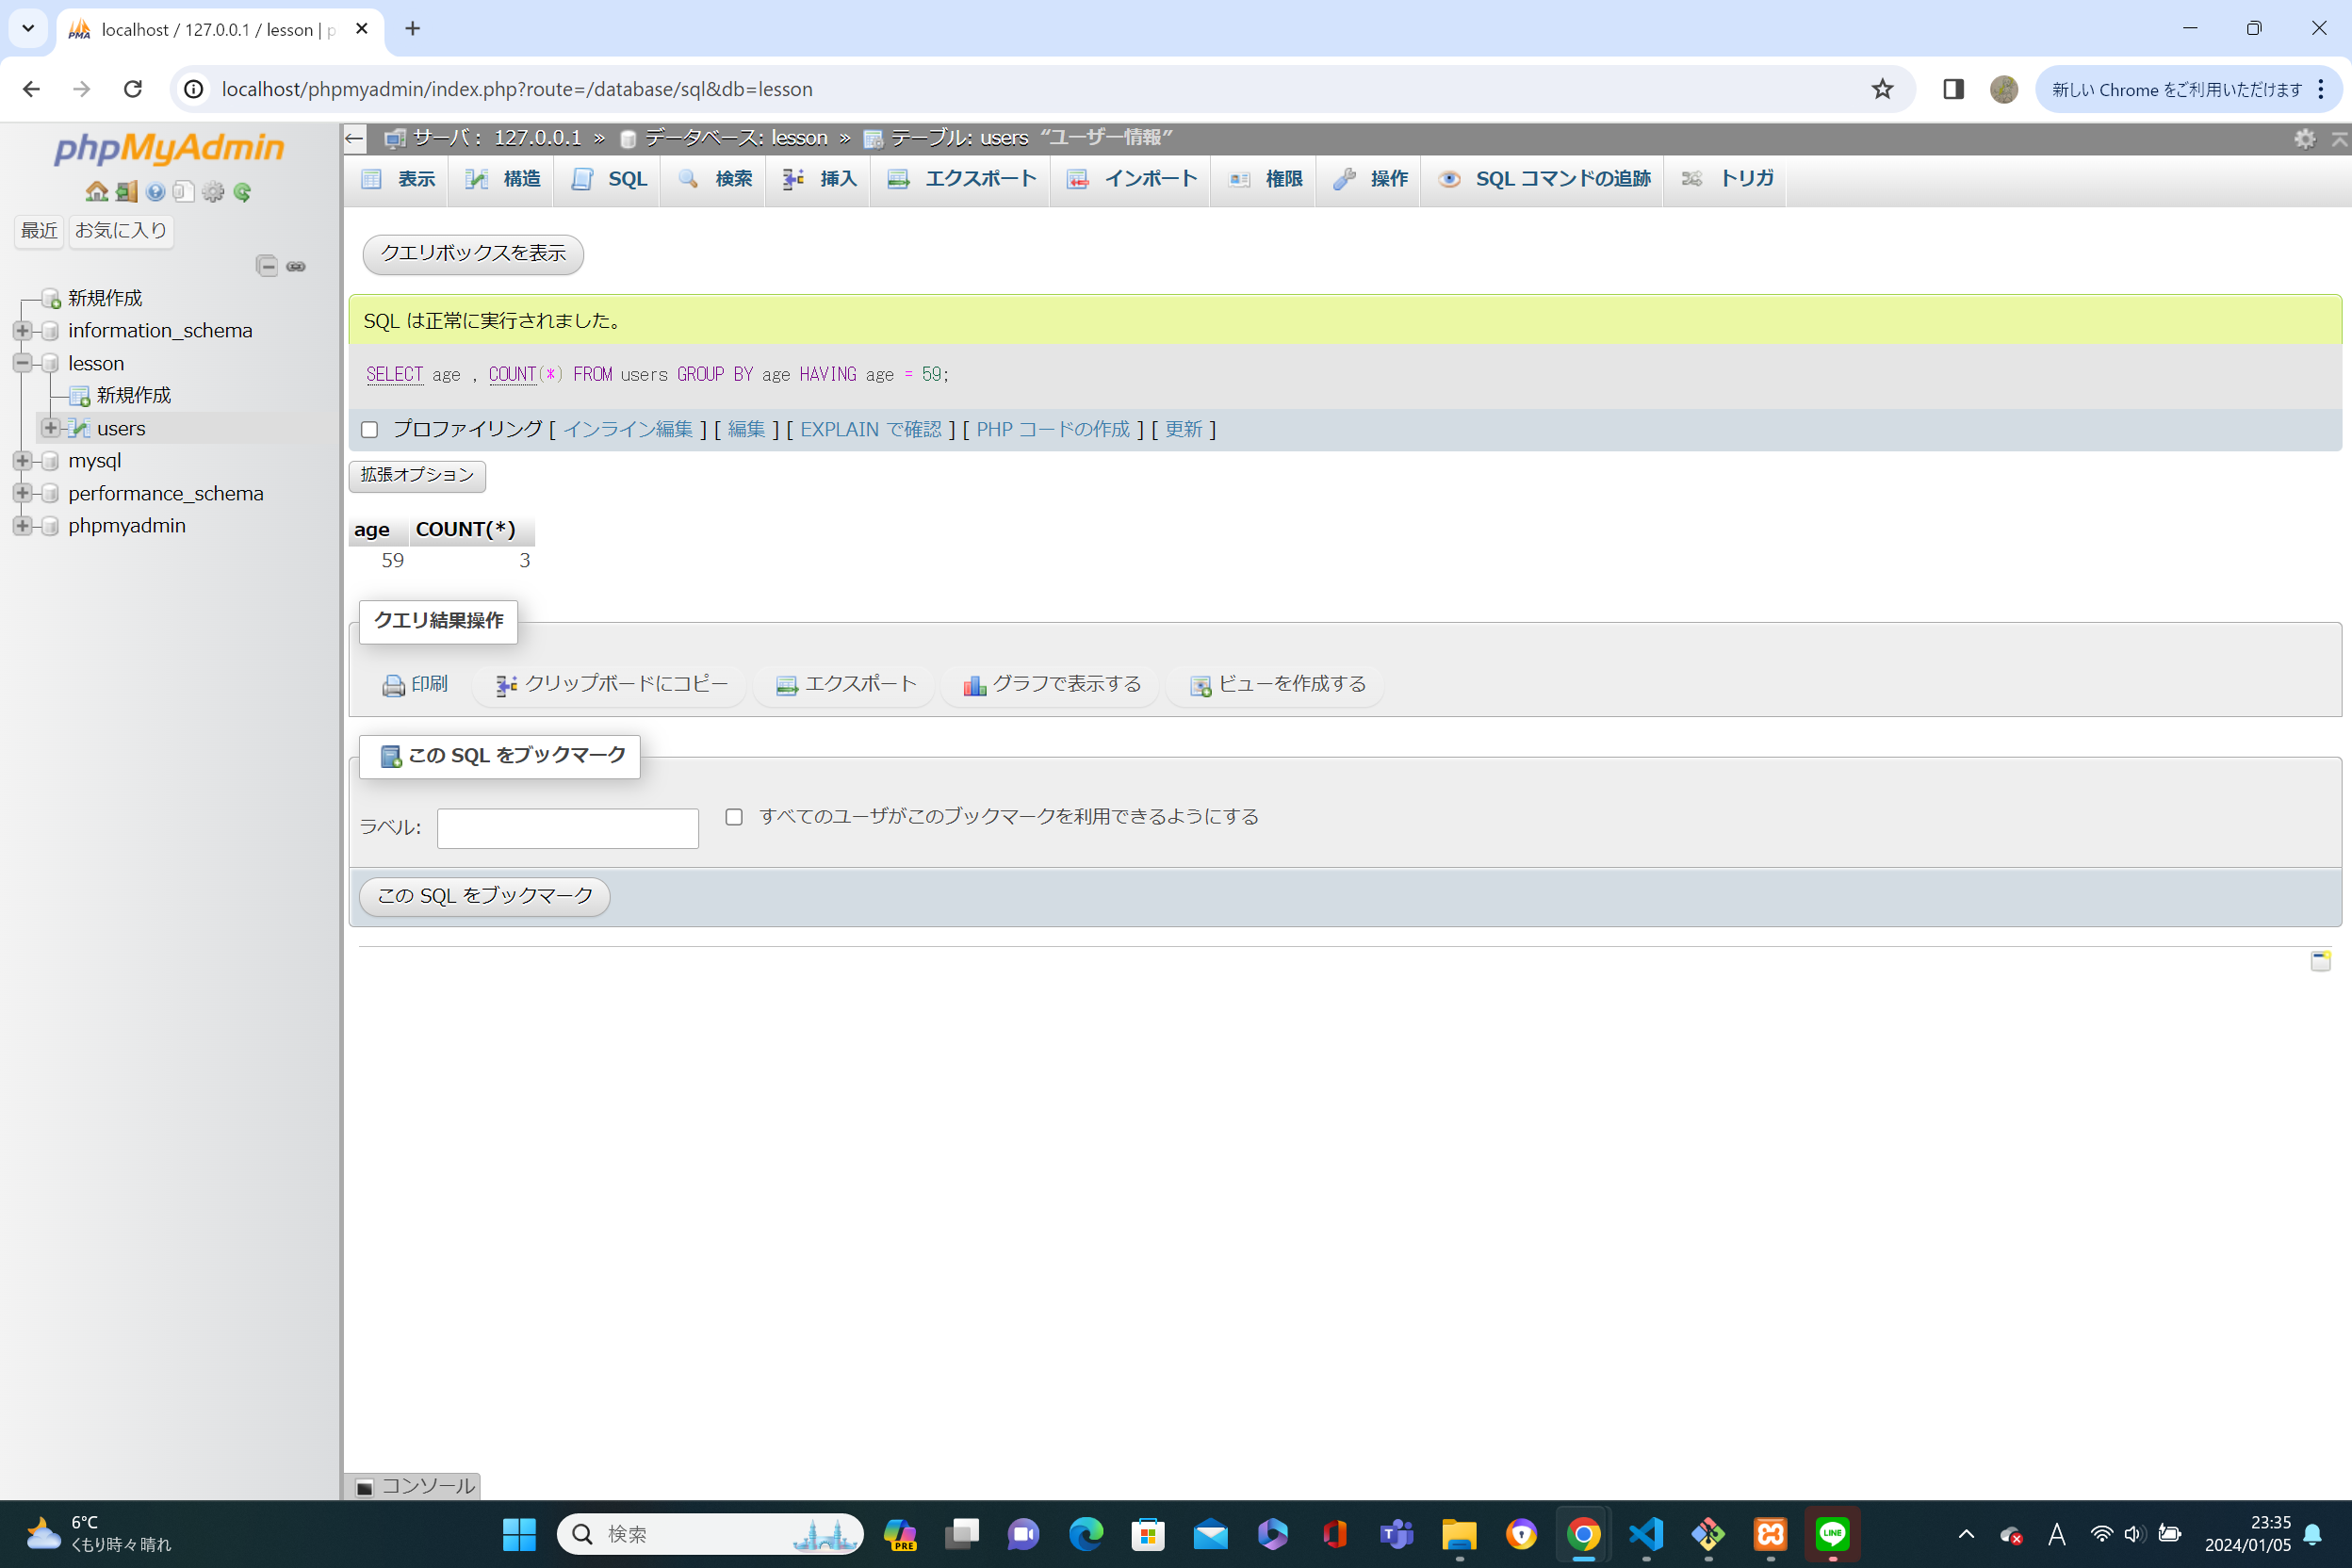 localhost / 127.0.0.1 / lesson | p
localhost/phpmyadmin/index.php?route=/database/sql&db=lesson
新しい Chrome をご利用いただけます
phpMyAdmin
最近 お気に入り
新規作成
information_schema
lesson
新規作成
users
mysql
performance_schema
phpmyadmin
サーバ: 127.0.0.1 » データベース: lesson » テーブル: users “ユーザー情報”
表示 構造 SQL 検索 挿入 エクスポート インポート 権限 操作 SQL コマンドの追跡 トリガ
クエリボックスを表示
SQL は正常に実行されました。
SELECT age , COUNT(*) FROM users GROUP BY age HAVING age = 59;
プロファイリング [ インライン編集 ] [ 編集 ] [ EXPLAIN で確認 ] [ PHP コードの作成 ] [ 更新 ]
拡張オプション
age COUNT(*)
59 3
クエリ結果操作
印刷 クリップボードにコピー エクスポート グラフで表示する ビューを作成する
この SQL をブックマーク
ラベル: すべてのユーザがこのブックマークを利用できるようにする
この SQL をブックマーク
コンソール
6°C
くもり時々晴れ
検索
PRE
LINE
A
23:35
2024/01/05